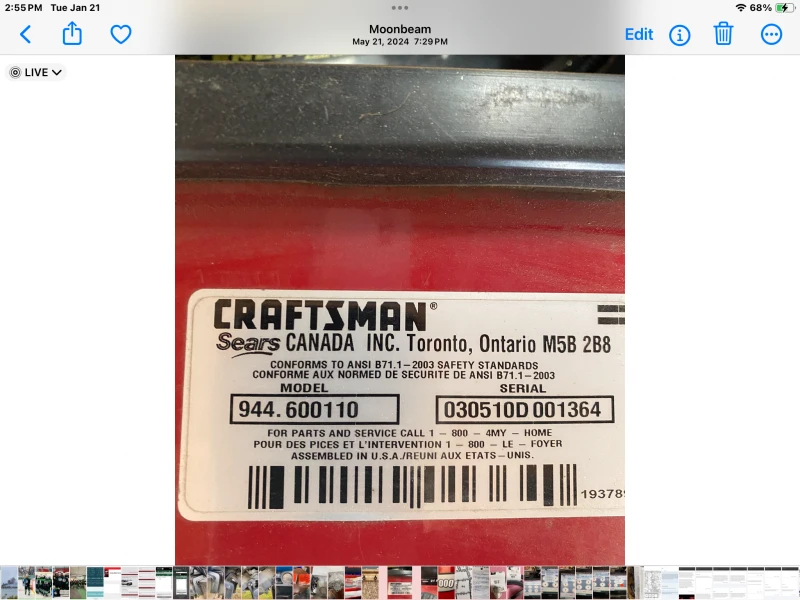 2:55 PM Tue Jan 21
68%
Moonbeam
May 21, 2024 7:29 PM
Edit
LIVE
CRAFTSMAN®
Sears CANADA INC. Toronto, Ontario M5B 2B8
CONFORMS TO ANSI B71.1–2003 SAFETY STANDARDS
CONFORME AUX NORMED DE SECURITE DE ANSI B71.1–2003
MODEL SERIAL
944.600110 030510D 001364
FOR PARTS AND SERVICE CALL 1 – 800 – 4MY – HOME
POUR DES PICES ET L'INTERVENTION 1 – 800 – LE – FOYER
ASSEMBLED IN U.S.A./REUNI AUX ETATS–UNIS.